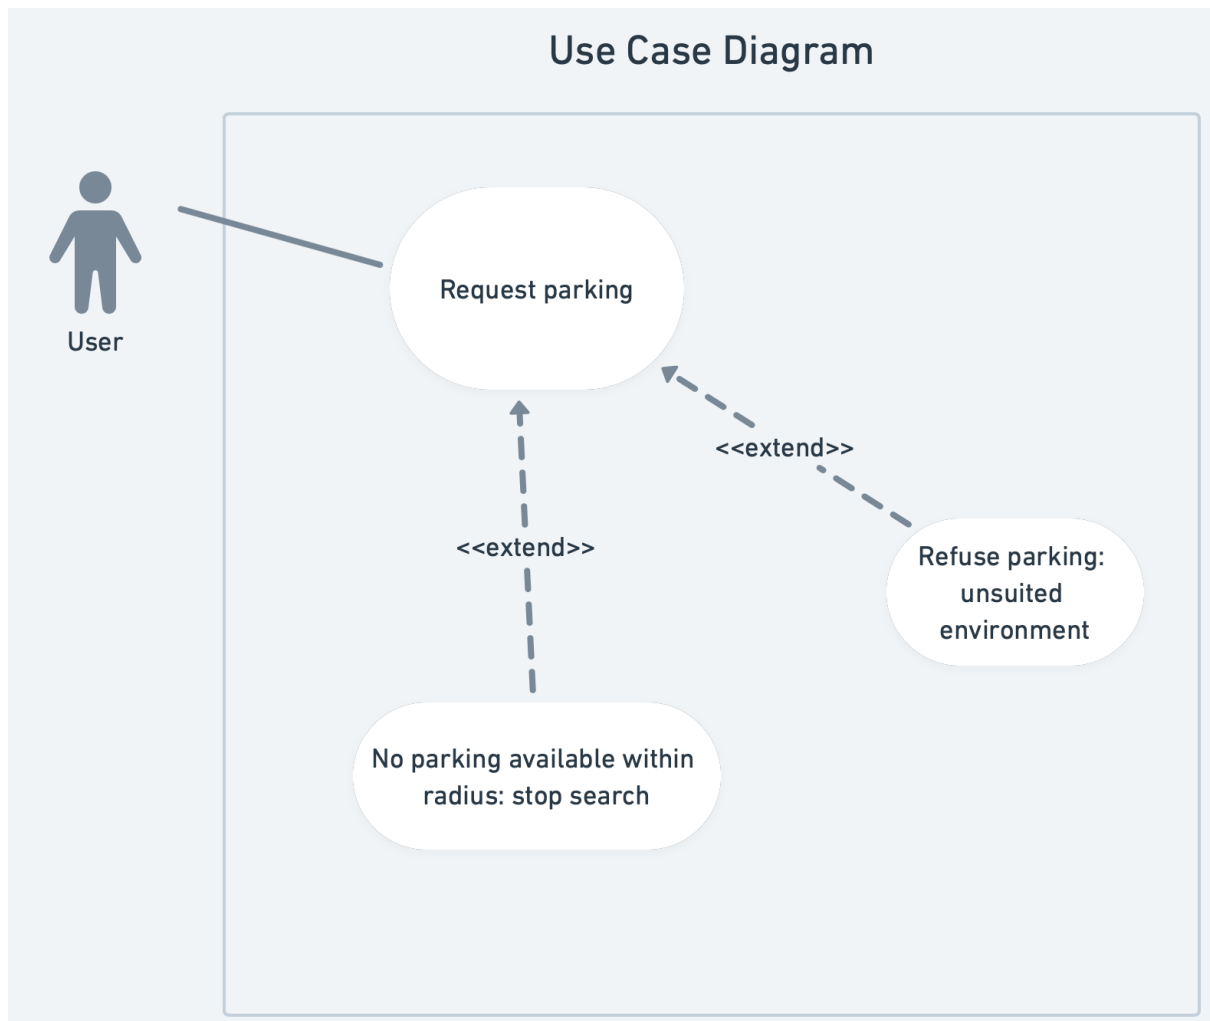 Use Case Diagram
User
Request parking
<<extend>>
<<extend>>
Refuse parking:
unsuited
environment
No parking available within
radius: stop search